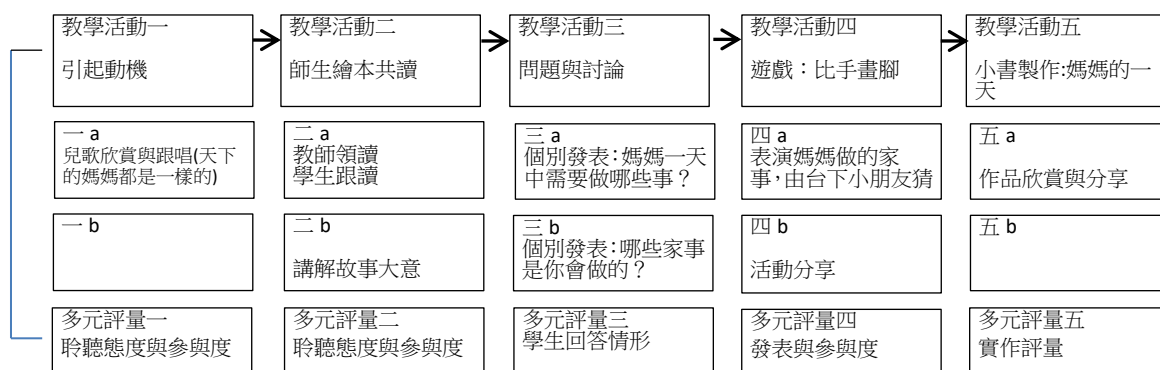 教學活動一
引起動機
教學活動二
師生繪本共讀
教學活動三
問題與討論
教學活動四
遊戲：比手畫腳
教學活動五
小書製作:媽媽的一
天
一 a
兒歌欣賞與跟唱(天下
的媽媽都是一樣的)
二 a
教師領讀
學生跟讀
三 a
個別發表：媽媽一天
中需要做哪些事？
四 a
表演媽媽做的家
事，由台下小朋友猜
五 a
作品欣賞與分享
一 b
二 b
講解故事大意
三 b
個別發表：哪些家事
是你會做的？
四 b
活動分享
五 b
多元評量一
聆聽態度與參與度
多元評量二
聆聽態度與參與度
多元評量三
學生回答情形
多元評量四
發表與參與度
多元評量五
實作評量